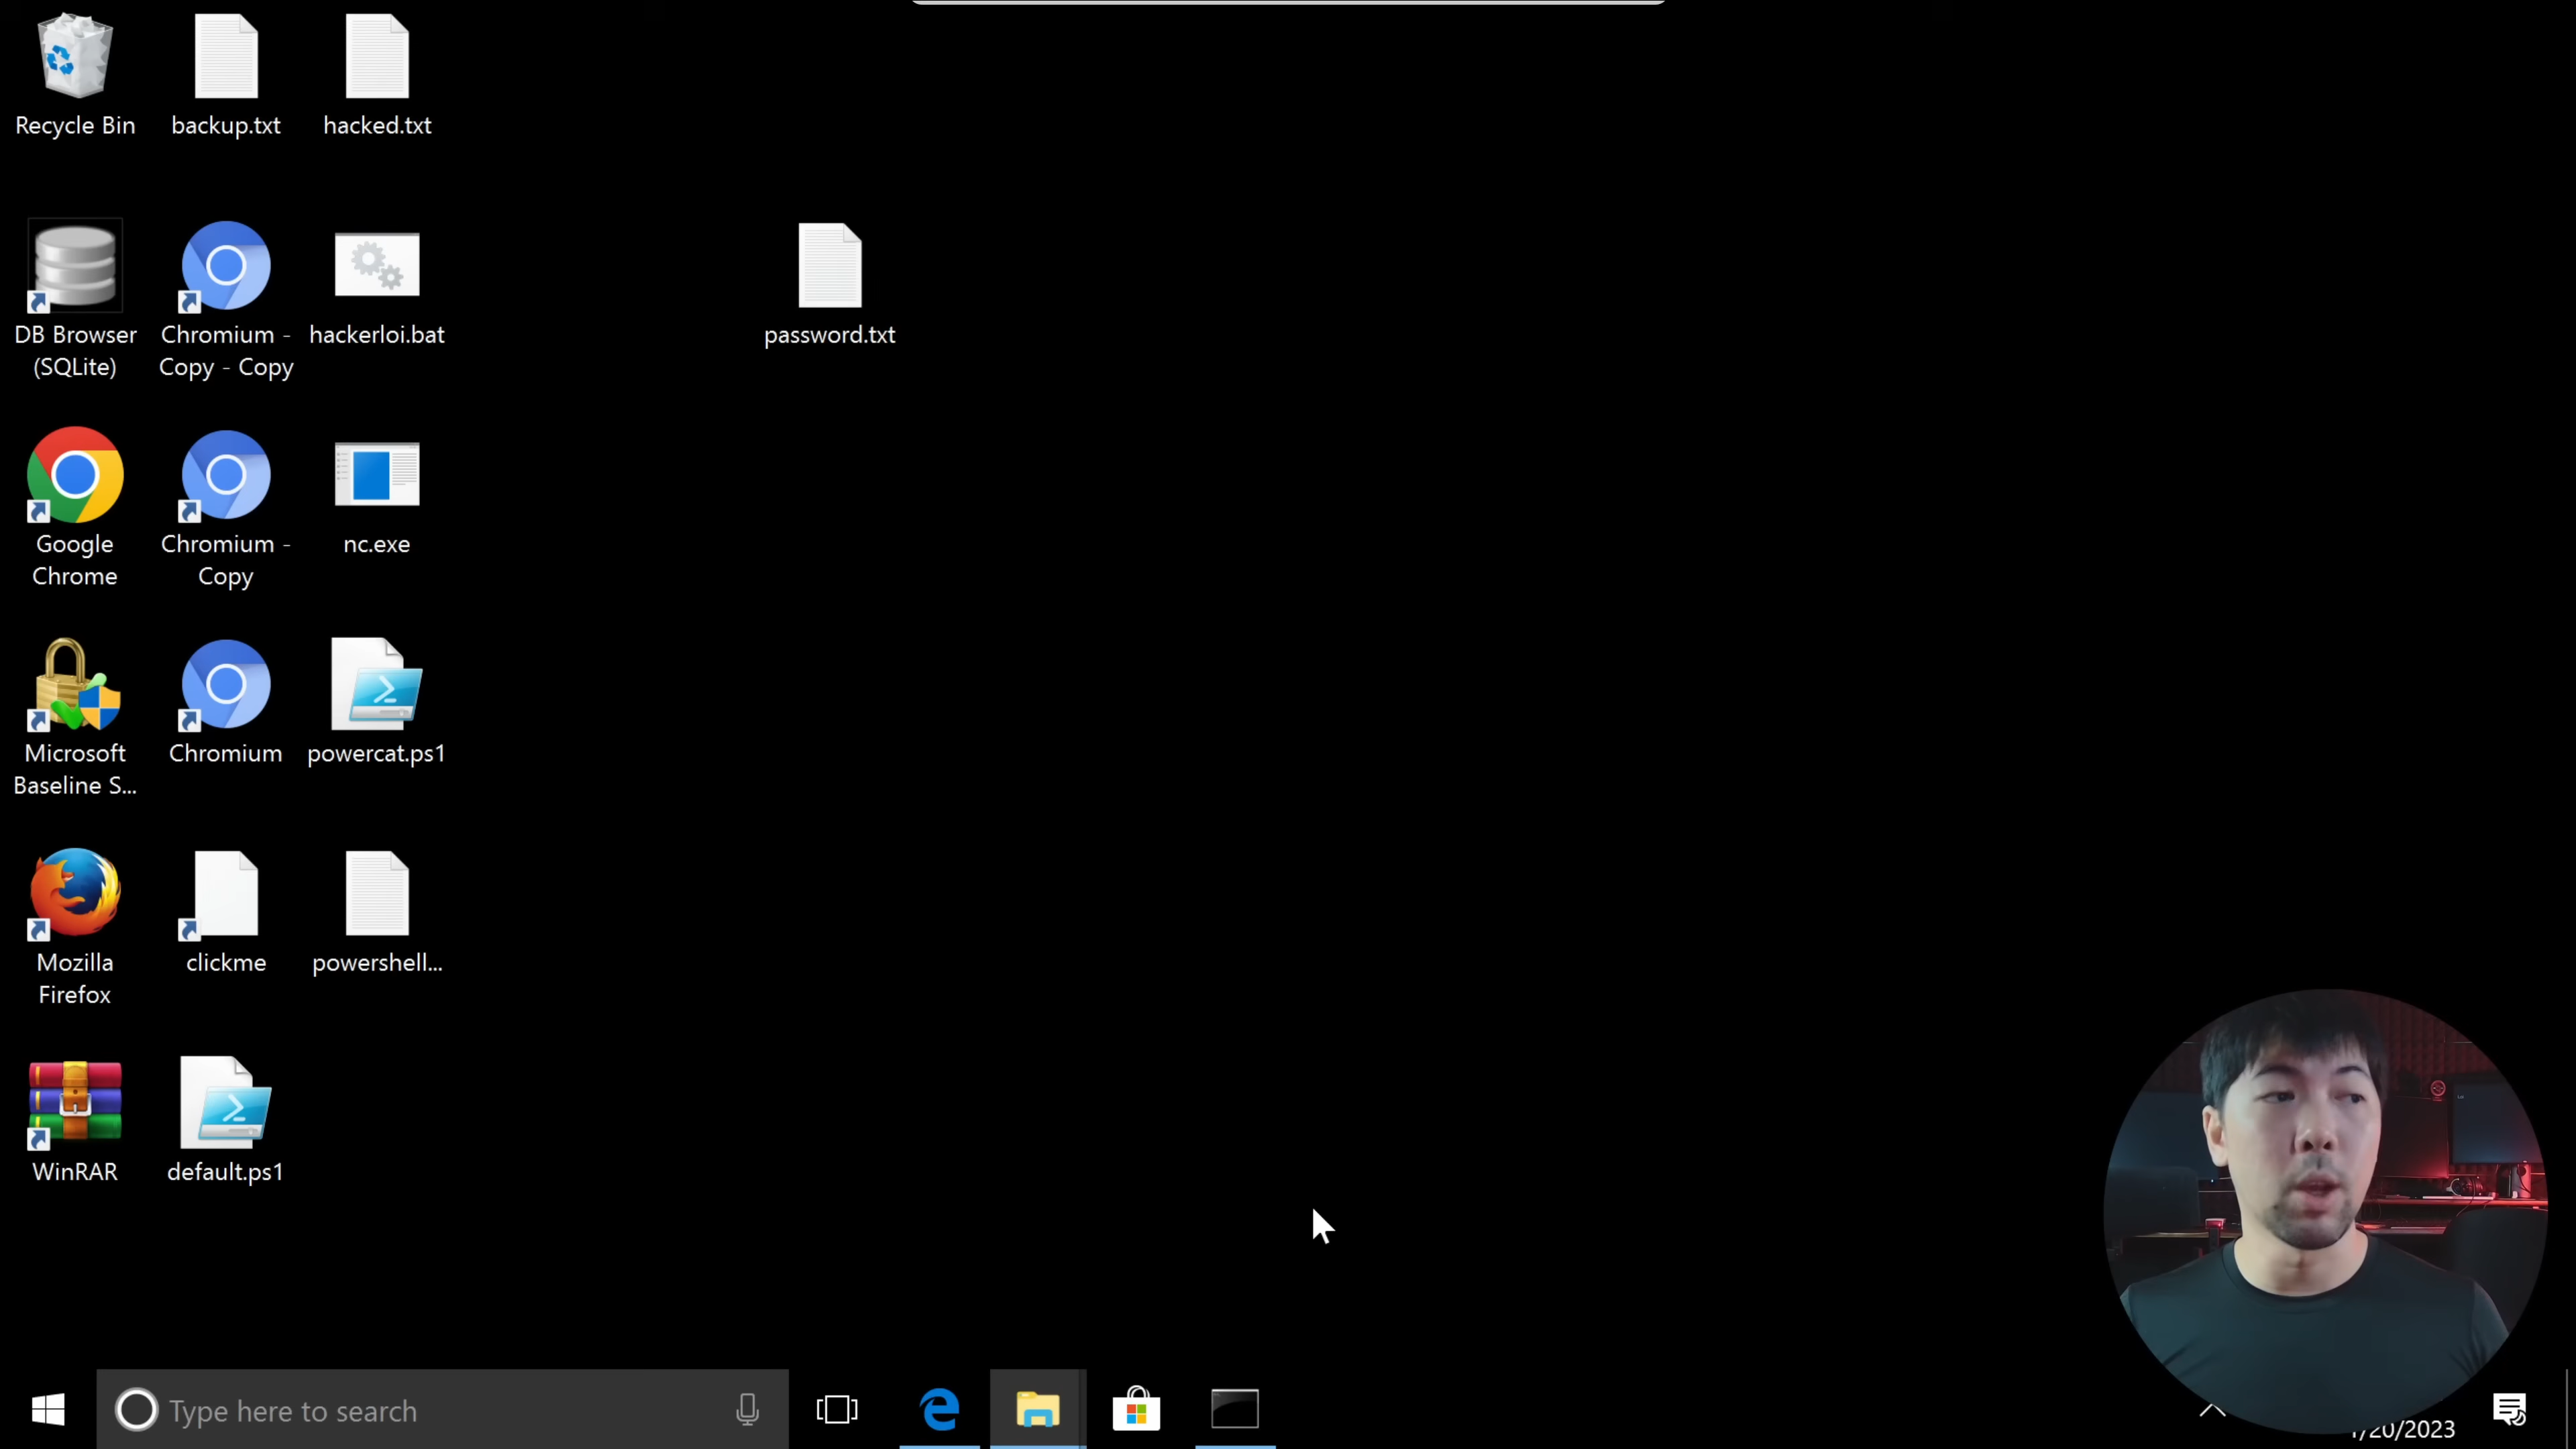 Recycle Bin
backup.txt
hacked.txt
DB Browser
(SQLite)
Chromium -
Copy - Copy
hackerloi.bat
password.txt
Google
Chrome
Chromium -
Copy
nc.exe
Microsoft
Baseline S...
Chromium
powercat.ps1
Mozilla
Firefox
clickme
powershell...
WinRAR
default.ps1
Type here to search
/20/2023